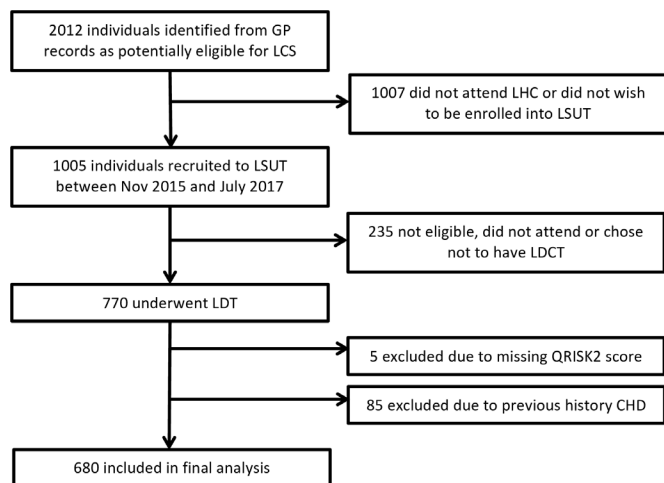 2012 individuals identified from GP
records as potentially eligible for LCS
1007 did not attend LHC or did not wish
to be enrolled into LSUT
1005 individuals recruited to LSUT
between Nov 2015 and July 2017
235 not eligible, did not attend or chose
not to have LDCT
770 underwent LDT
5 excluded due to missing QRISK2 score
85 excluded due to previous history CHD
680 included in final analysis